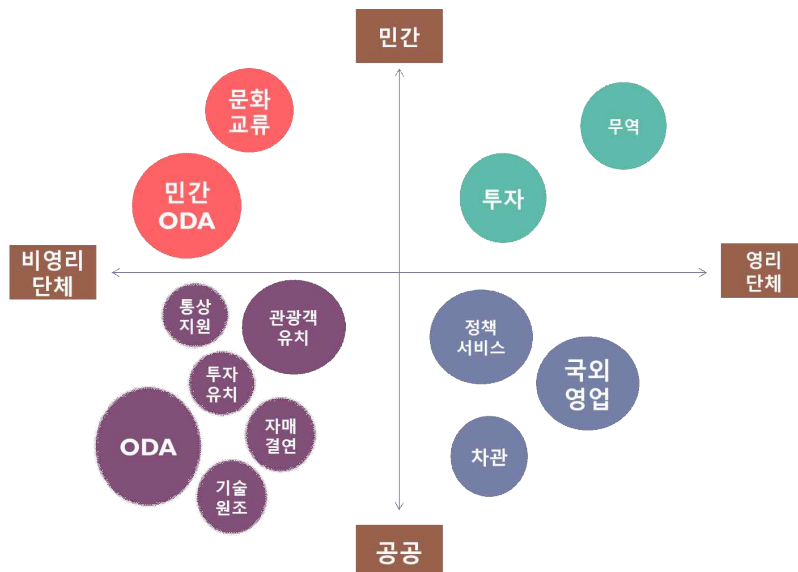 민간
문화
교류
무역
민간
ODA
투자
비영리
단체
영리
단체
통상
지원
관광객
유치
정책
서비스
투자
유치
국외
영업
ODA
자매
결연
차관
기술
원조
공공